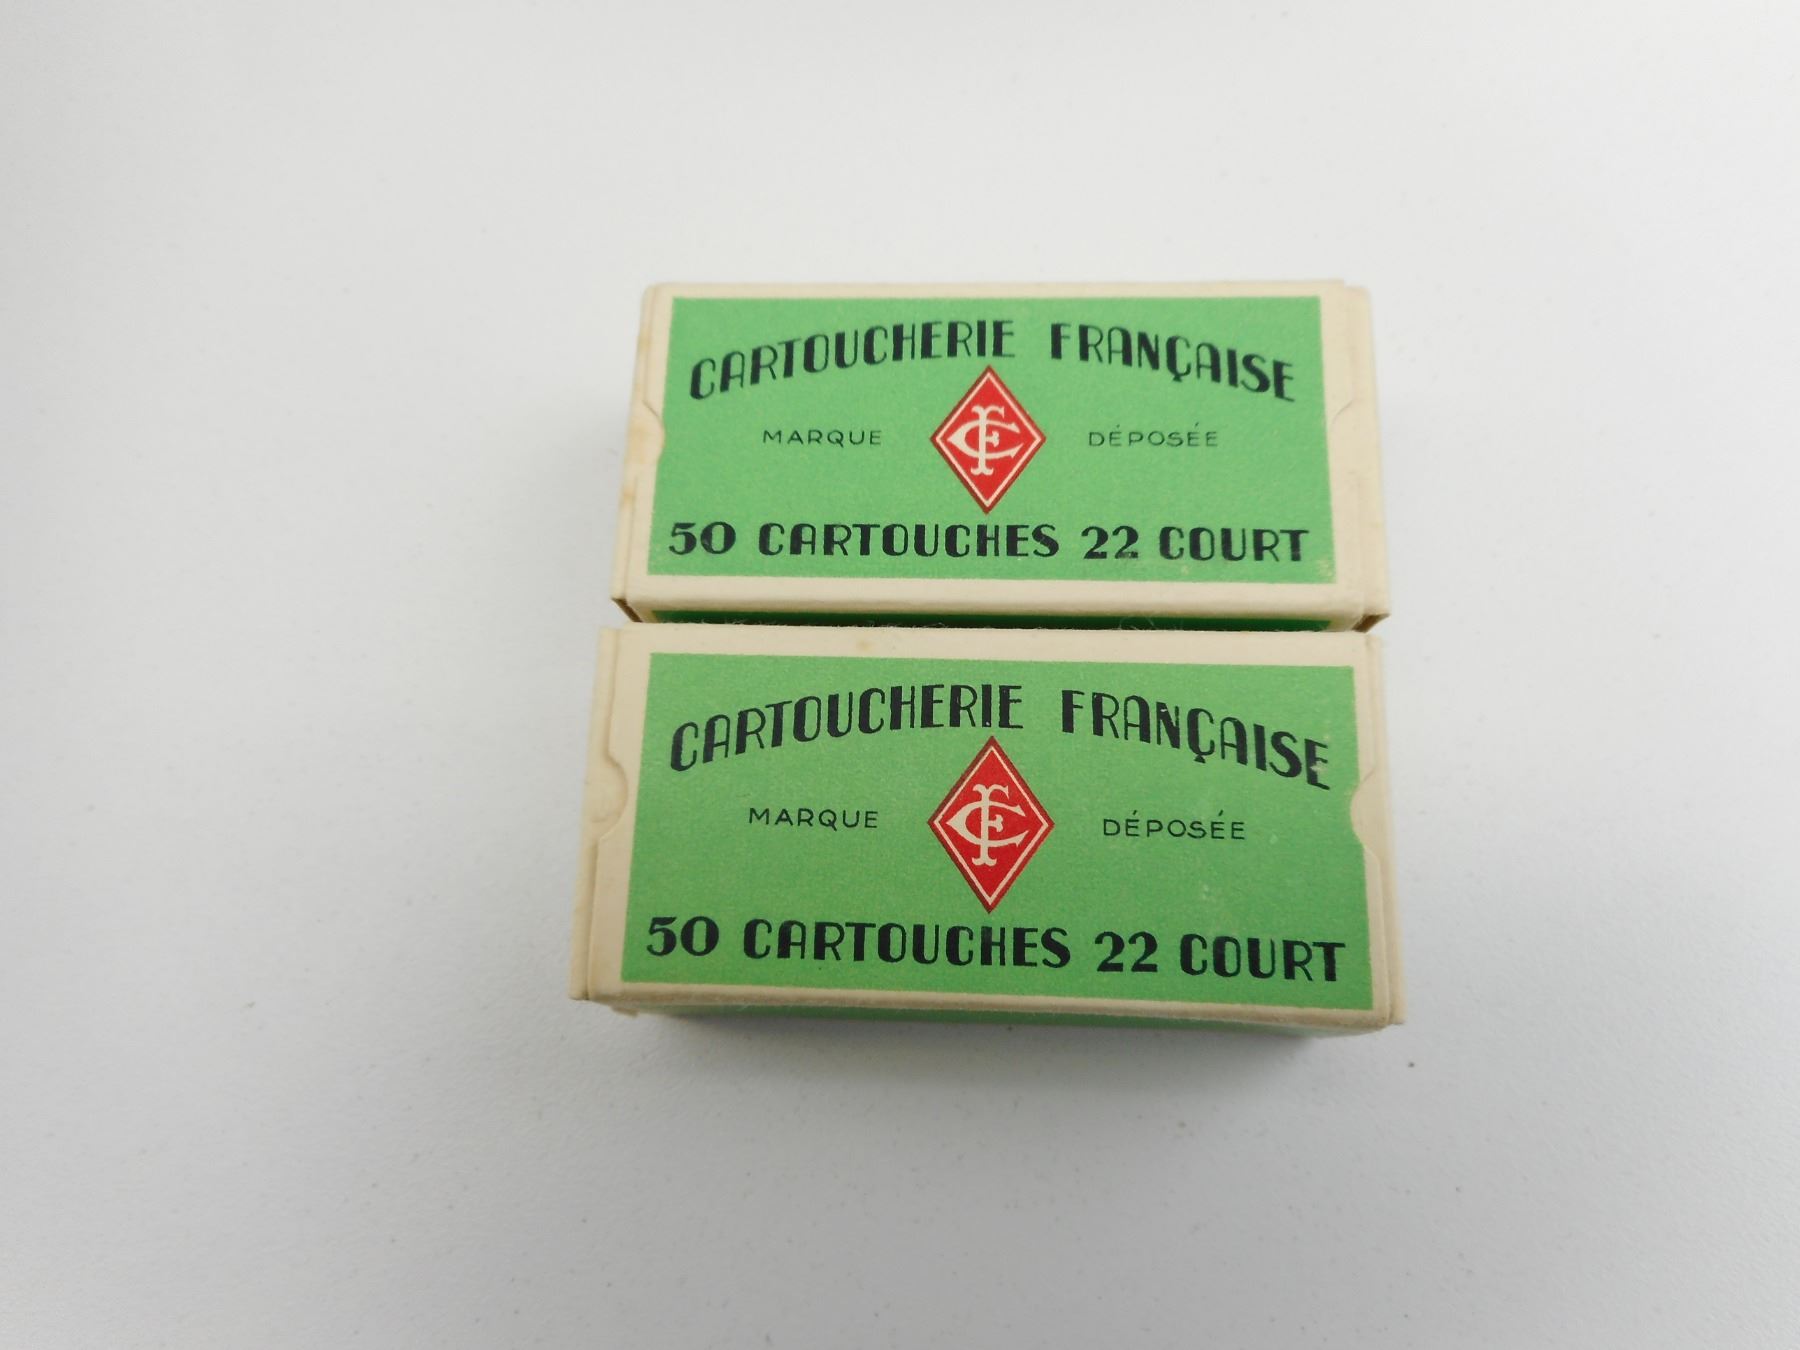 CARTOUCHERIE FRANÇAISE
MARQUE CF DÉPOSÉE
50 CARTOUCHES 22 COURT
CARTOUCHERIE FRANÇAISE
MARQUE CF DÉPOSÉE
50 CARTOUCHES 22 COURT